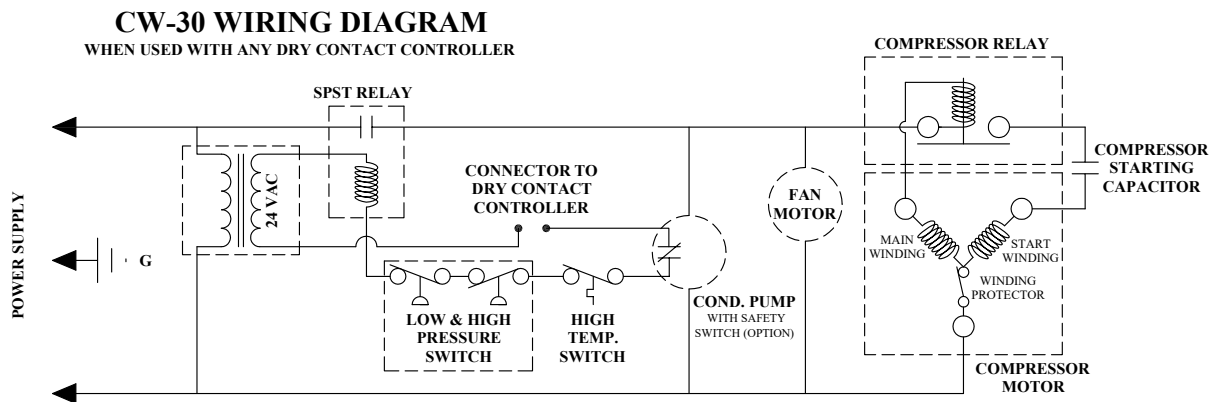 CW-30 WIRING DIAGRAM
WHEN USED WITH ANY DRY CONTACT CONTROLLER
COMPRESSOR RELAY
SPST RELAY
COMPRESSOR
STARTING
CAPACITOR
CONNECTOR TO
DRY CONTACT
CONTROLLER
24 VAC
FAN
MOTOR
POWER SUPPLY
G
MAIN
WINDING
START
WINDING
WINDING
PROTECTOR
LOW & HIGH
PRESSURE
SWITCH
HIGH
TEMP.
SWITCH
COND. PUMP
WITH SAFETY
SWITCH (OPTION)
COMPRESSOR
MOTOR